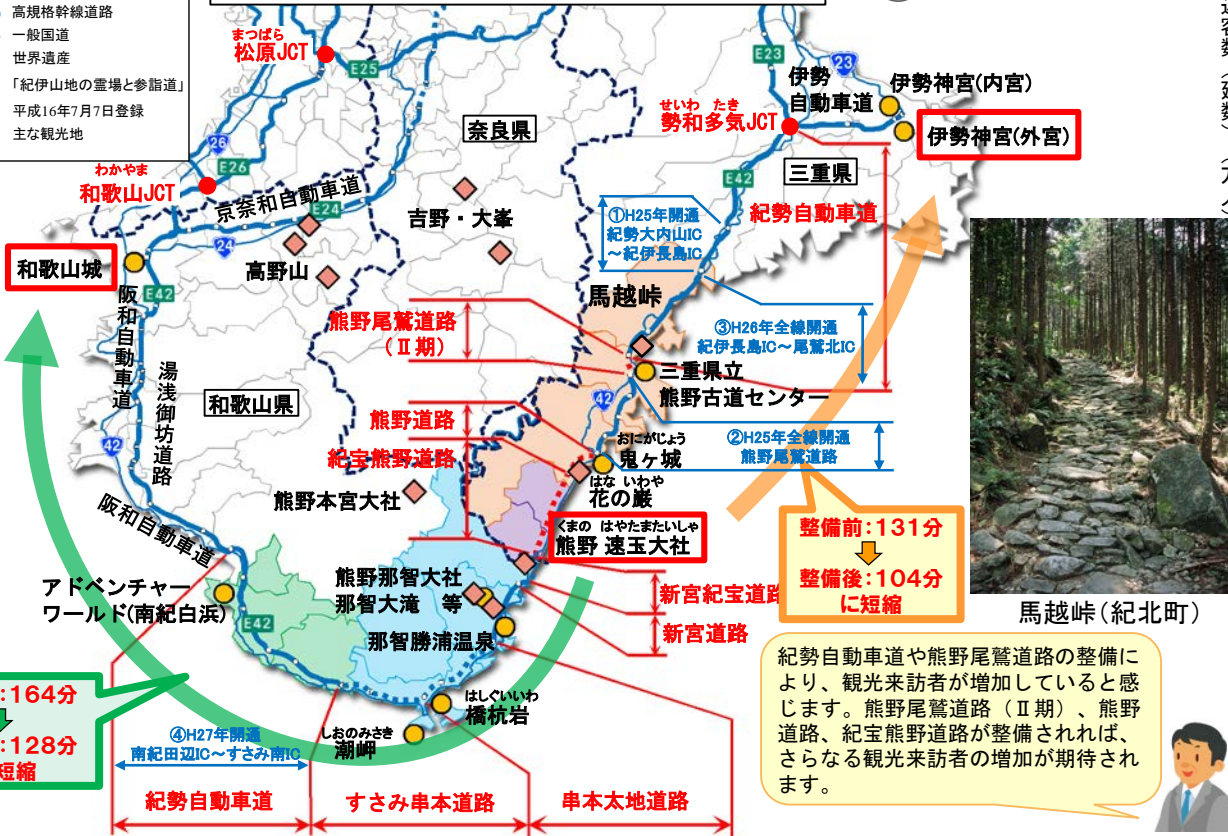 高規格幹線道路
一般国道
世界遺産
「紀伊山地の霊場と参詣道」
平成16年7月7日登録
主な観光地
まつばら
松原JCT
E25
奈良県
26
E26
わかやま
和歌山JCT
京奈和自動車道
E24
24
和歌山城
高野山
吉野・大峯
E42
阪和自動車道
湯浅御坊道路
42
和歌山県
阪和自動車道
E23
23
伊勢
自動車道
伊勢神宮(内宮)
せいわ たき
勢和多気JCT
伊勢神宮(外宮)
E42
三重県
紀勢自動車道
①H25年開通
紀勢大内山IC
～紀伊長島IC
馬越峠
③H26年全線開通
紀伊長島IC～尾鷲北IC
熊野尾鷲道路
(Ⅱ期)
三重県立
熊野古道センター
42
熊野道路
紀宝熊野道路
おにがじょう
鬼ヶ城
②H25年全線開通
熊野尾鷲道路
はな いわや
花の巌
熊野本宮大社
くまの はやたまたいしゃ
熊野 速玉大社
整備前:131分
整備後:104分
に短縮
馬越峠(紀北町)
アドベンチャー
ワールド(南紀白浜)
E42
熊野那智大社
那智大滝 等
那智勝浦温泉
新宮紀宝道路
新宮道路
はしぐいいわ
橋杭岩
しおのみさき
潮岬
:164分
:128分
短縮
④H27年開通
南紀田辺IC～すさみ南IC
紀勢自動車道
すさみ串本道路
串本太地道路
紀勢自動車道や熊野尾鷲道路の整備に
より、観光来訪者が増加していると感
じます。熊野尾鷲道路（Ⅱ期）、熊野
道路、紀宝熊野道路が整備されれば、
さらなる観光来訪者の増加が期待され
ます。